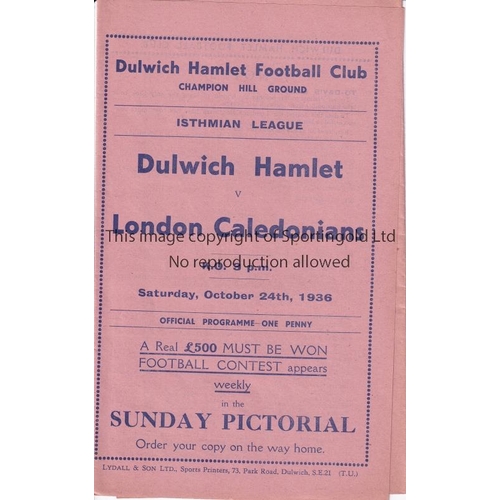 Dulwich Hamlet Football Club
CHAMPION HILL GROUND
ISTHMIAN LEAGUE
Dulwich Hamlet
v
London Caledonians
This image copyright of Sportingold Ltd
No reproduction allowed
K.O. 3 p.m.
Saturday, October 24th, 1936
OFFICIAL PROGRAMME - ONE PENNY
A Real £500 MUST BE WON
FOOTBALL CONTEST appears
weekly
in the
SUNDAY PICTORIAL
Order your copy on the way home.
LYDALL & SON LTD., Sports Printers, 73, Park Road, Dulwich, S.E.21 (T.U.)